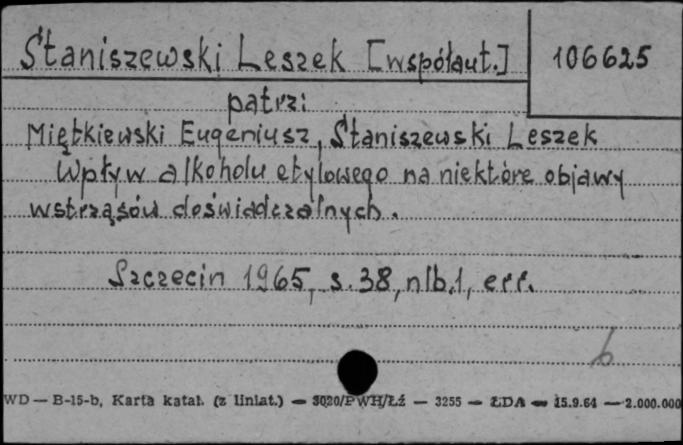 Staniszewski Leszek [współaut.] 106625
patrz:
Miętkiewski Eugeniusz, Staniszewski Leszek
Wpływ alkoholu etylowego na niektóre objawy
wstrząsów doświadczalnych.
Szczecin 1965, s. 38, nlb. 1, err.
b
WD — B-15-b, Karta katal. (z liniat.) — 3020/PWH/Łź — 3255 — ŁDA — 15.9.64 — 2.000.000